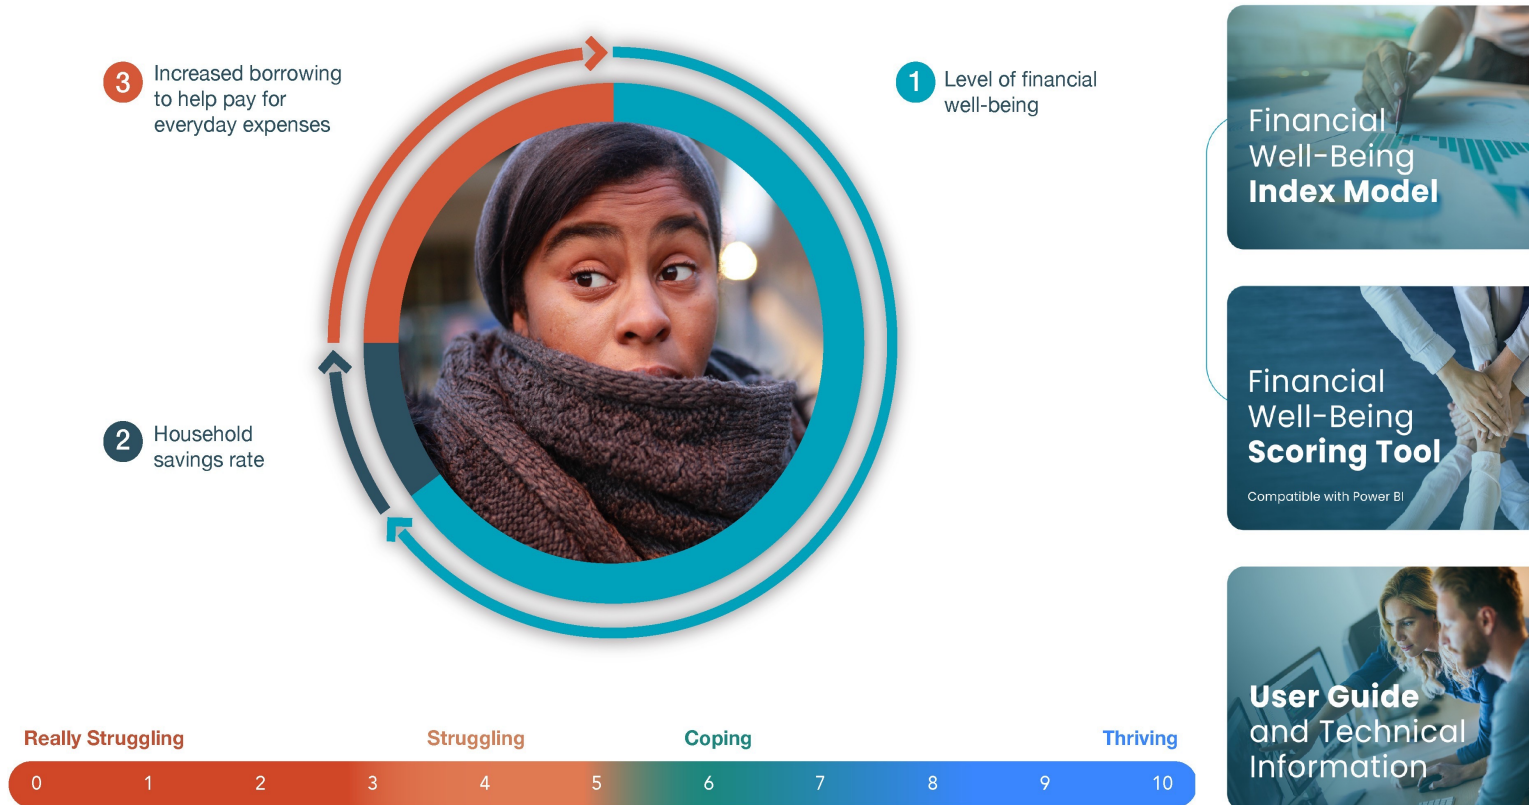 3
Increased borrowing
to help pay for
everyday expenses
1
Level of financial
well-being
2
Household
savings rate
Really Struggling
Struggling
Coping
Thriving
0 1 2 3 4 5 6 7 8 9 10
Financial
Well-Being
Index Model
Financial
Well-Being
Scoring Tool
Compatible with Power BI
User Guide
and Technical
Information